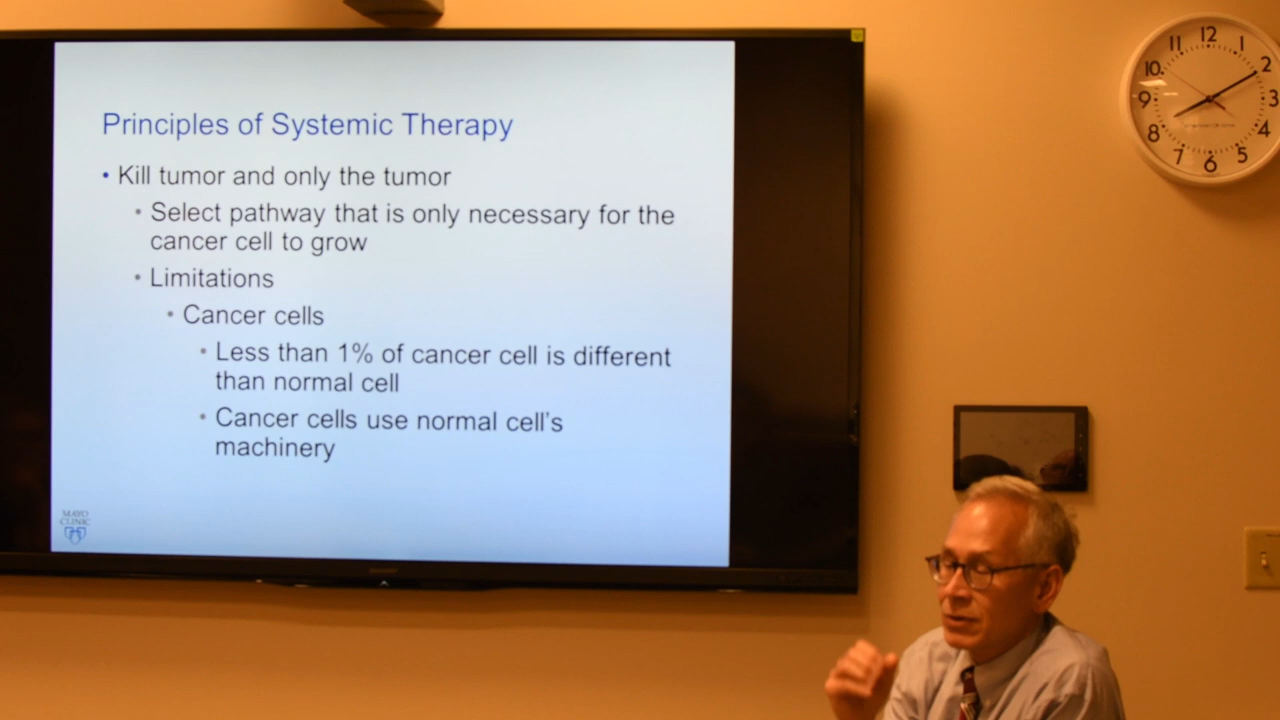 Principles of Systemic Therapy
• Kill tumor and only the tumor
• Select pathway that is only necessary for the
cancer cell to grow
• Limitations
• Cancer cells
• Less than 1% of cancer cell is different
than normal cell
• Cancer cells use normal cell's
machinery
MAYO
CLINIC
12
1
2
3
4
5
6
7
8
9
10
11